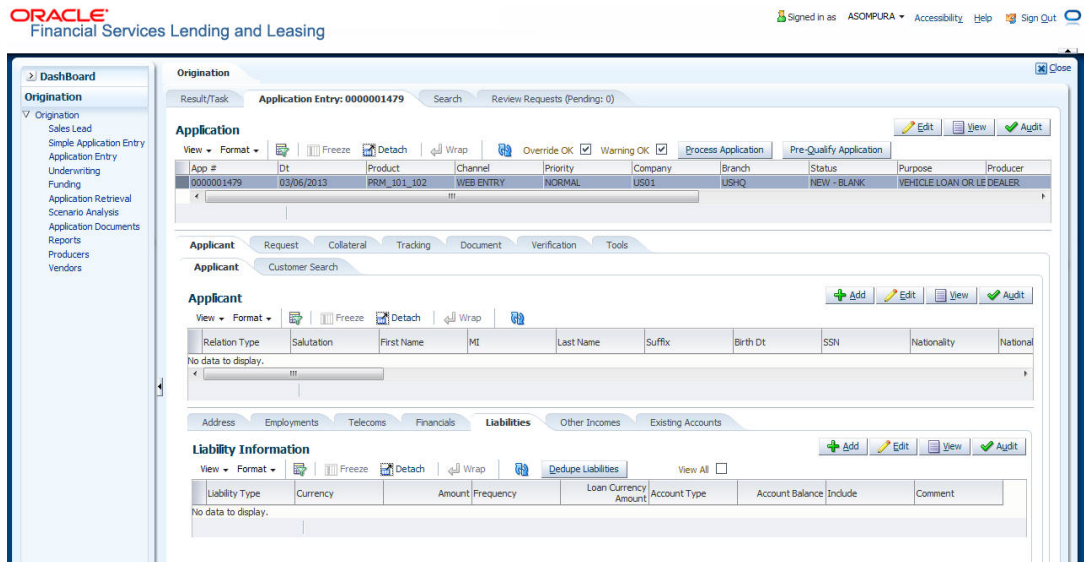 ORACLE
Financial Services Lending and Leasing
Signed in as ASOMPURA Accessibility Help Sign Out
Close
DashBoard
Origination
Origination
Sales Lead
Simple Application Entry
Application Entry
Underwriting
Funding
Application Retrieval
Scenario Analysis
Application Documents
Reports
Producers
Vendors
Origination
Result/Task Application Entry: 0000001479 Search Review Requests (Pending: 0)
Application
Edit View Audit
View Format Freeze Detach Wrap Override OK Warning OK Process Application Pre-Qualify Application
App # Dt Product Channel Priority Company Branch Status Purpose Producer
0000001479 03/06/2013 PRM_101_102 WEB ENTRY NORMAL US01 USHQ NEW - BLANK VEHICLE LOAN OR LE DEALER
Applicant Request Collateral Tracking Document Verification Tools
Applicant Customer Search
Applicant
Add Edit View Audit
View Format Freeze Detach Wrap
Relation Type Salutation First Name MI Last Name Suffix Birth Dt SSN Nationality National
No data to display.
Address Employments Telecoms Financials Liabilities Other Incomes Existing Accounts
Liability Information
Add Edit View Audit
View Format Freeze Detach Wrap Dedupe Liabilities View All
Liability Type Currency Amount Frequency Loan Currency Amount Account Type Account Balance Include Comment
No data to display.